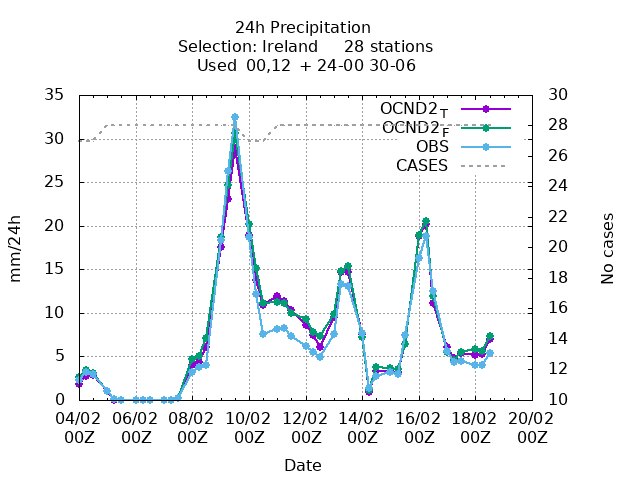 24h Precipitation
Selection: Ireland 28 stations
Used 00,12 + 24-00 30-06
35 30
OCND2T
30 28
OCND2F
OBS
26
CASES
25 24
20 22
20
15 18
10 16
14
5 12
0 10
mm/24h
No cases
04/02 06/02 08/02 10/02 12/02 14/02 16/02 18/02 20/02
00Z 00Z 00Z 00Z 00Z 00Z 00Z 00Z 00Z
Date